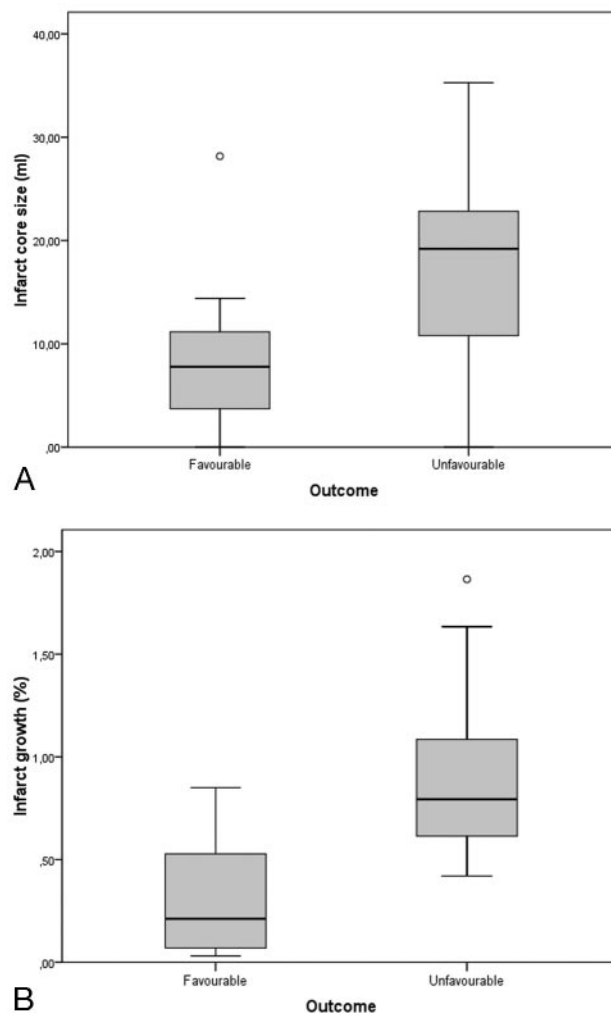 40,00
30,00
Infarct core size (ml)
20,00
10,00
,00
Favourable Unfavourable
A
Outcome
2,00
1,50
Infarct growth (%)
1,00
,50
,00
Favourable Unfavourable
B
Outcome